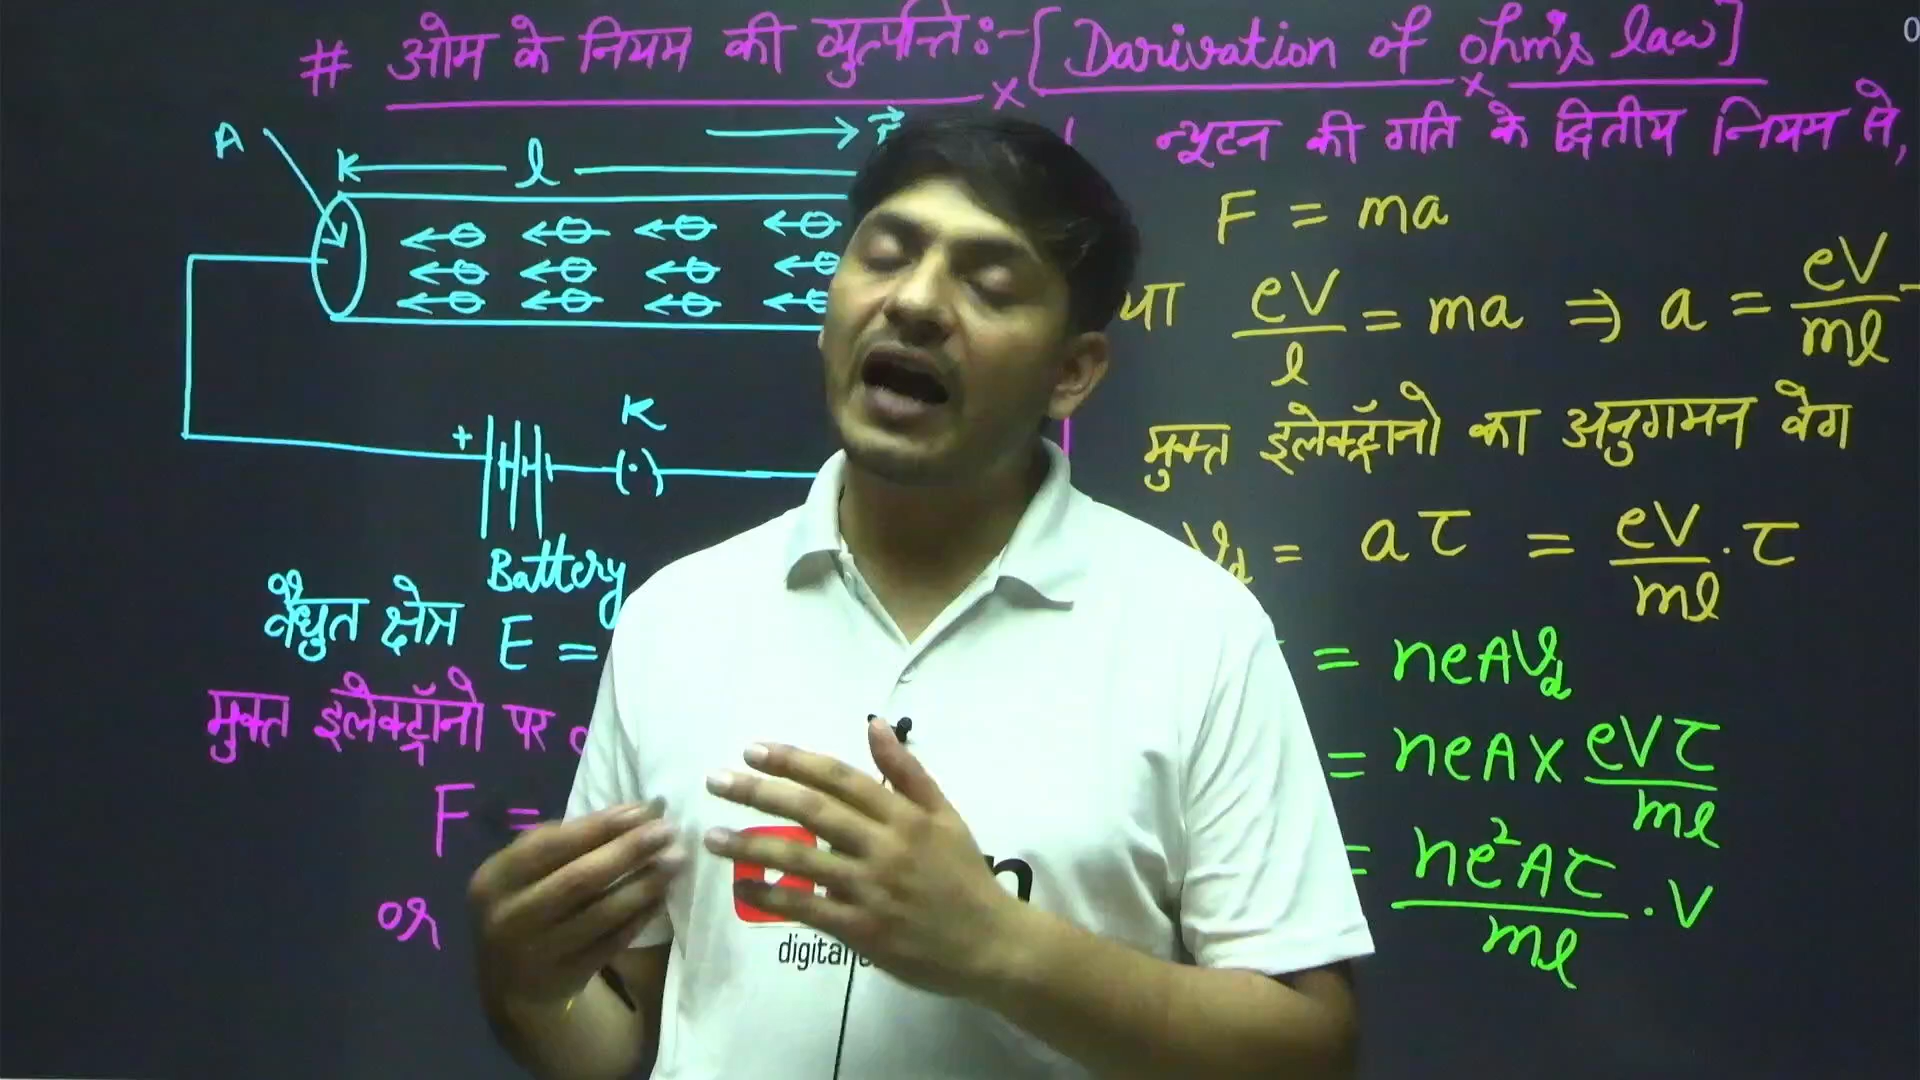 # ओम के नियम की व्युत्पत्ति :- [Darivation of ohm's law]
A
l
न्यूटन की गति के द्वितीय नियम से,
F = ma
या eV/l = ma ⇒ a = eV/ml
मुक्त इलेक्ट्रॉनो का अनुगमन वेग
Vd = aτ = eV/ml . τ
= neAVd
= neA x eVτ/ml
= ne²Aτ/ml . V
+
K
Battery
वैधुत क्षेत्र E =
मुक्त इलेक्ट्रॉनो पर
F =
or
digital